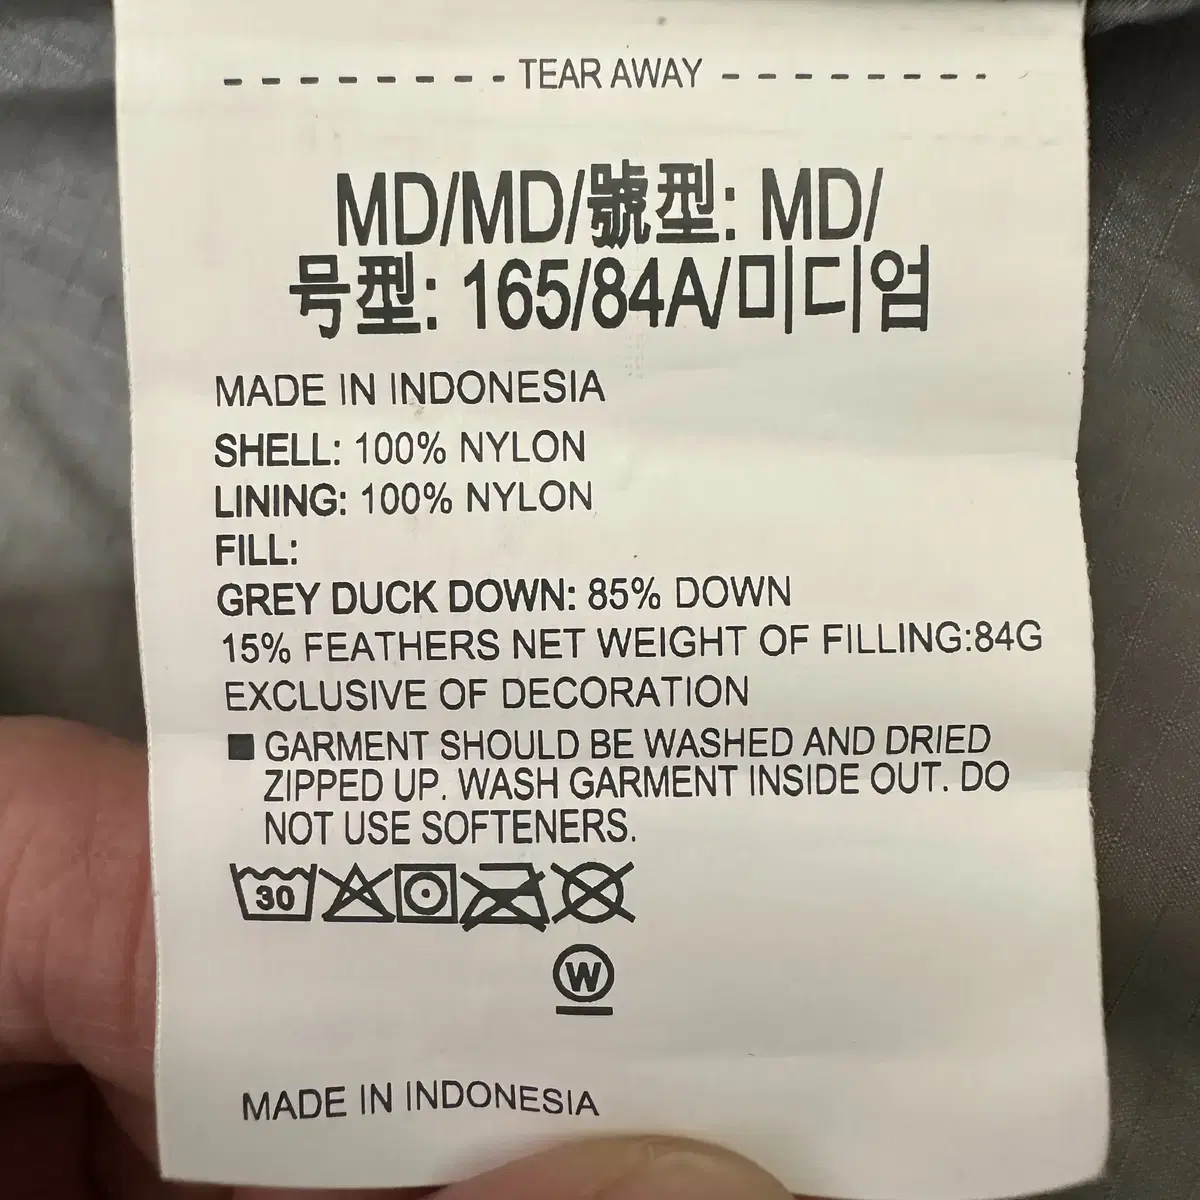 TEAR AWAY
MD/MD/號型: MD/
号型: 165/84A/미디엄
MADE IN INDONESIA
SHELL: 100% NYLON
LINING: 100% NYLON
FILL:
GREY DUCK DOWN: 85% DOWN
15% FEATHERS NET WEIGHT OF FILLING:84G
EXCLUSIVE OF DECORATION
■ GARMENT SHOULD BE WASHED AND DRIED
ZIPPED UP. WASH GARMENT INSIDE OUT. DO
NOT USE SOFTENERS.
30
W
MADE IN INDONESIA